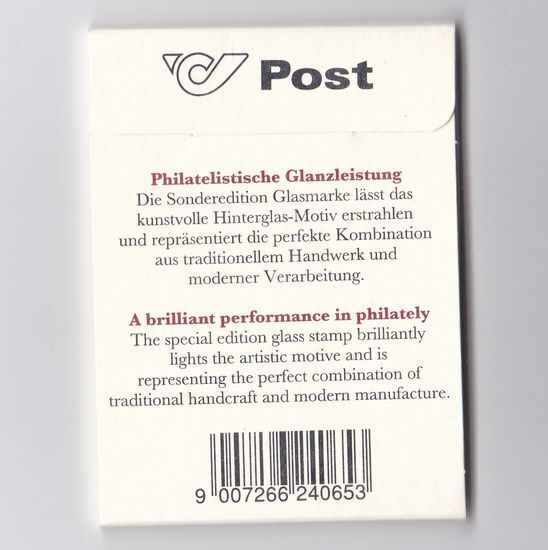 Post
Philatelistische Glanzleistung
Die Sonderedition Glasmarke lässt das
kunstvolle Hinterglas-Motiv erstrahlen
und repräsentiert die perfekte Kombination
aus traditionellem Handwerk und
moderner Verarbeitung.
A brilliant performance in philately
The special edition glass stamp brilliantly
lights the artistic motive and is
representing the perfect combination of
traditional handcraft and modern manufacture.
9 007266 240653